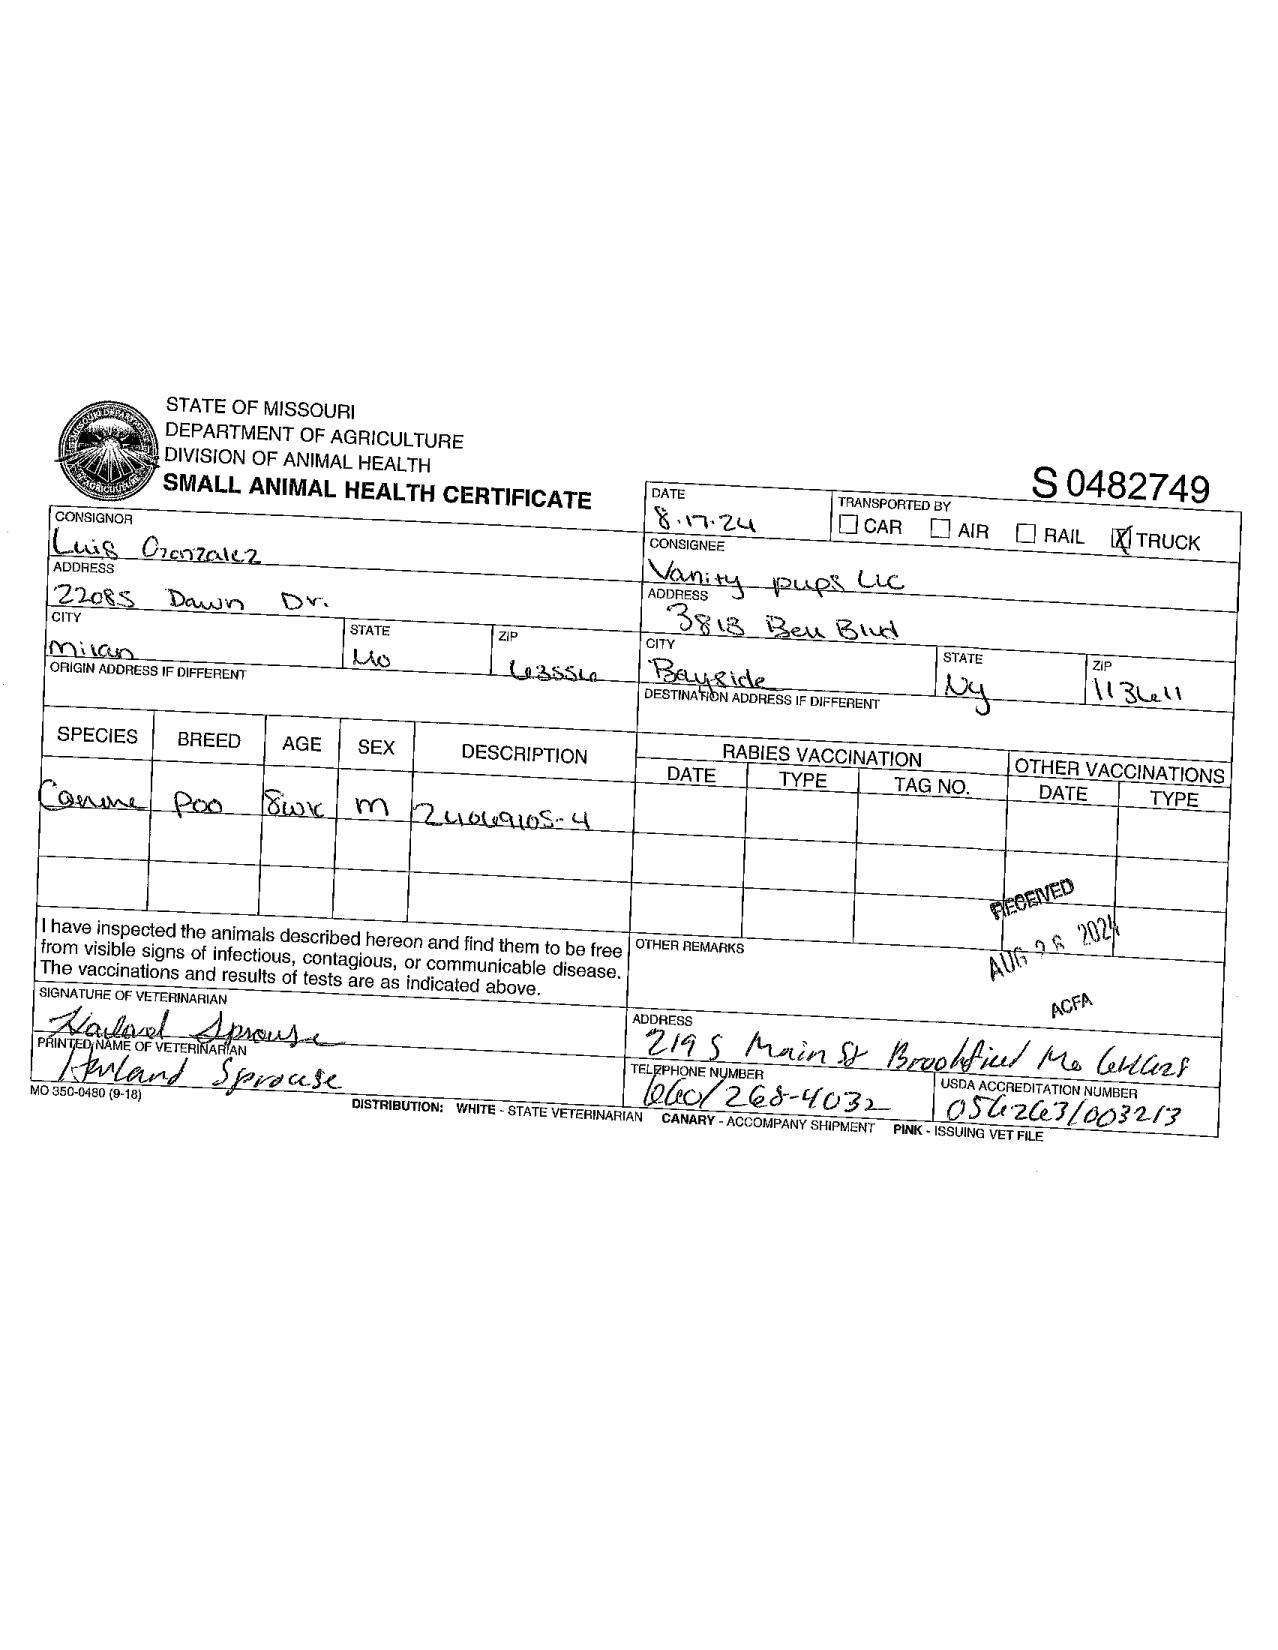 STATE OF MISSOURI
DEPARTMENT OF AGRICULTURE
DIVISION OF ANIMAL HEALTH
SMALL ANIMAL HEALTH CERTIFICATE
S 0482749
DATE
8.17.24
TRANSPORTED BY
CAR AIR RAIL X TRUCK
CONSIGNOR
Luis Gonzalez
ADDRESS
22085 Dawn Dr.
CITY
Milan
STATE
Mo
ZIP
63556
ORIGIN ADDRESS IF DIFFERENT
CONSIGNEE
Vanity pups LLC
ADDRESS
3813 Bell Blvd
CITY
Bayside
STATE
Ny
ZIP
11361
DESTINATION ADDRESS IF DIFFERENT
SPECIES BREED AGE SEX DESCRIPTION
RABIES VACCINATION
DATE TYPE TAG NO.
OTHER VACCINATIONS
DATE TYPE
Canine Poo 8wk M 24069105-4
RECEIVED
AUG 2024
ACFA
I have inspected the animals described hereon and find them to be free
from visible signs of infectious, contagious, or communicable disease.
The vaccinations and results of tests are as indicated above.
OTHER REMARKS
SIGNATURE OF VETERINARIAN
Harland Sprouse
PRINTED NAME OF VETERINARIAN
Harland Sprouse
ADDRESS
219 S Main St Brookfield Mo
TELEPHONE NUMBER
660/268-4032
USDA ACCREDITATION NUMBER
056263/003213
MO 350-0480 (9-18)
DISTRIBUTION: WHITE - STATE VETERINARIAN CANARY - ACCOMPANY SHIPMENT PINK - ISSUING VET FILE